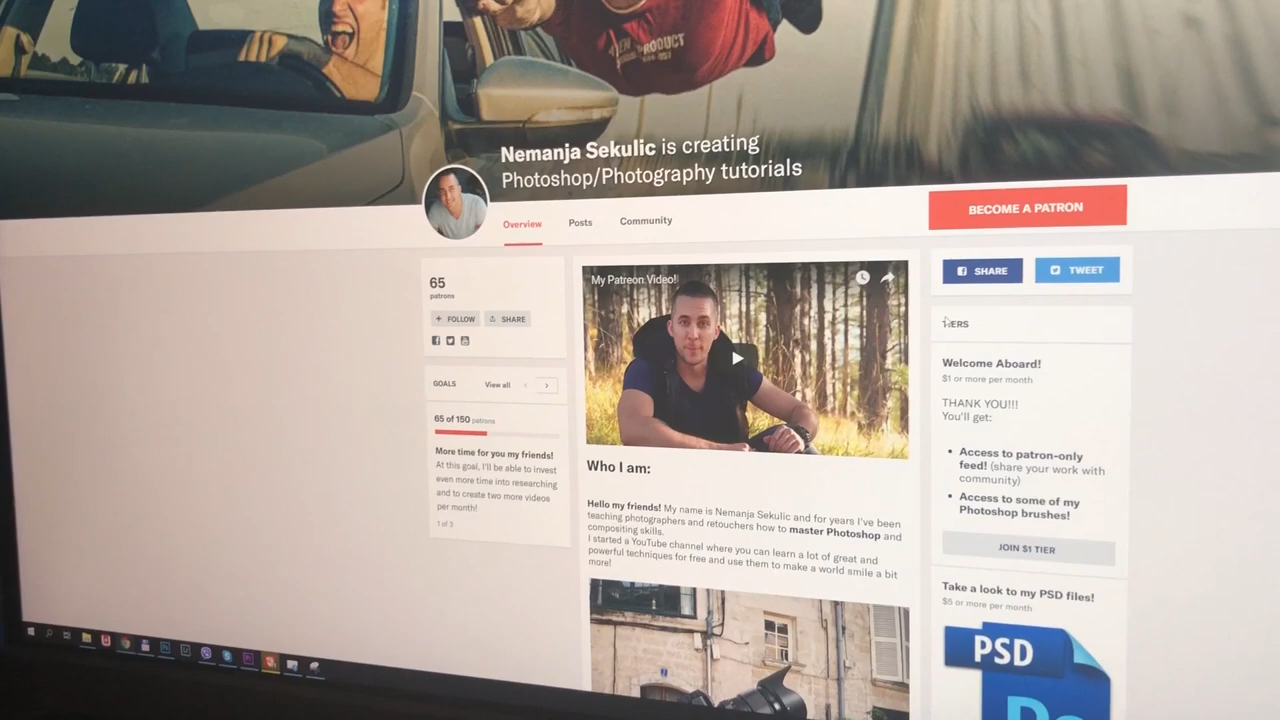 PRODUCT
Nemanja Sekulic is creating
Photoshop/Photography tutorials
Overview
Posts
Community
BECOME A PATRON
65
patrons
FOLLOW
SHARE
GOALS
View all
65 of 150 patrons
More time for you my friends!
At this goal, I'll be able to invest
even more time into researching
and to create two more videos
per month!
1 of 3
My Patreon Video!
Who I am:
Hello my friends! My name is Nemanja Sekulic and for years I've been
teaching photographers and retouchers how to master Photoshop and
compositing skills.
I started a YouTube channel where you can learn a lot of great and
powerful techniques for free and use them to make a world smile a bit
more!
SHARE
TWEET
Welcome Aboard!
$1 or more per month
THANK YOU!!!
You'll get:
• Access to patron-only
feed! (share your work with
community)
• Access to some of my
Photoshop brushes!
JOIN $1 TIER
Take a look to my PSD files!
$5 or more per month
PSD
Ps